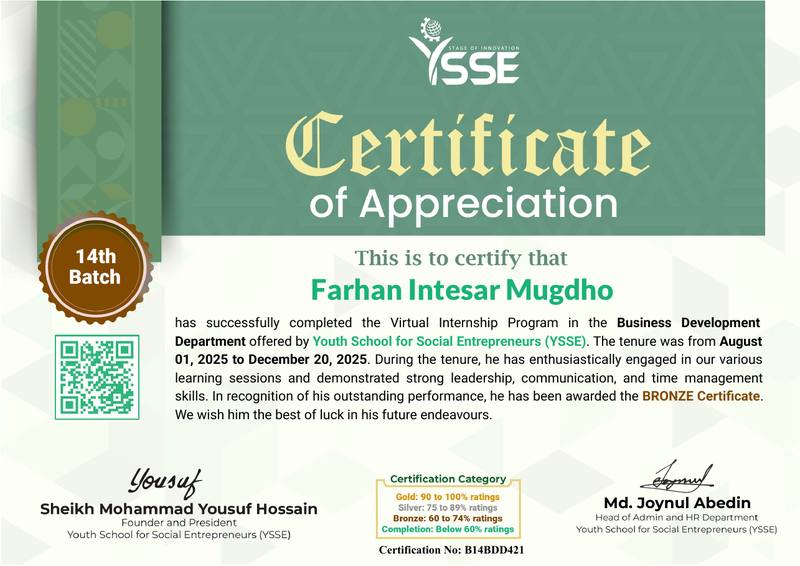 STAGE OF INNOVATION
YSSE
Certificate
of Appreciation
14th
Batch
This is to certify that
Farhan Intesar Mugdho
has successfully completed the Virtual Internship Program in the Business Development
Department offered by Youth School for Social Entrepreneurs (YSSE). The tenure was from August
01, 2025 to December 20, 2025. During the tenure, he has enthusiastically engaged in our various
learning sessions and demonstrated strong leadership, communication, and time management
skills. In recognition of his outstanding performance, he has been awarded the BRONZE Certificate.
We wish him the best of luck in his future endeavours.
Yousuf
Sheikh Mohammad Yousuf Hossain
Founder and President
Youth School for Social Entrepreneurs (YSSE)
Certification Category
Gold: 90 to 100% ratings
Silver: 75 to 89% ratings
Bronze: 60 to 74% ratings
Completion: Below 60% ratings
Certification No: B14BDD421
Joynul
Md. Joynul Abedin
Head of Admin and HR Department
Youth School for Social Entrepreneurs (YSSE)